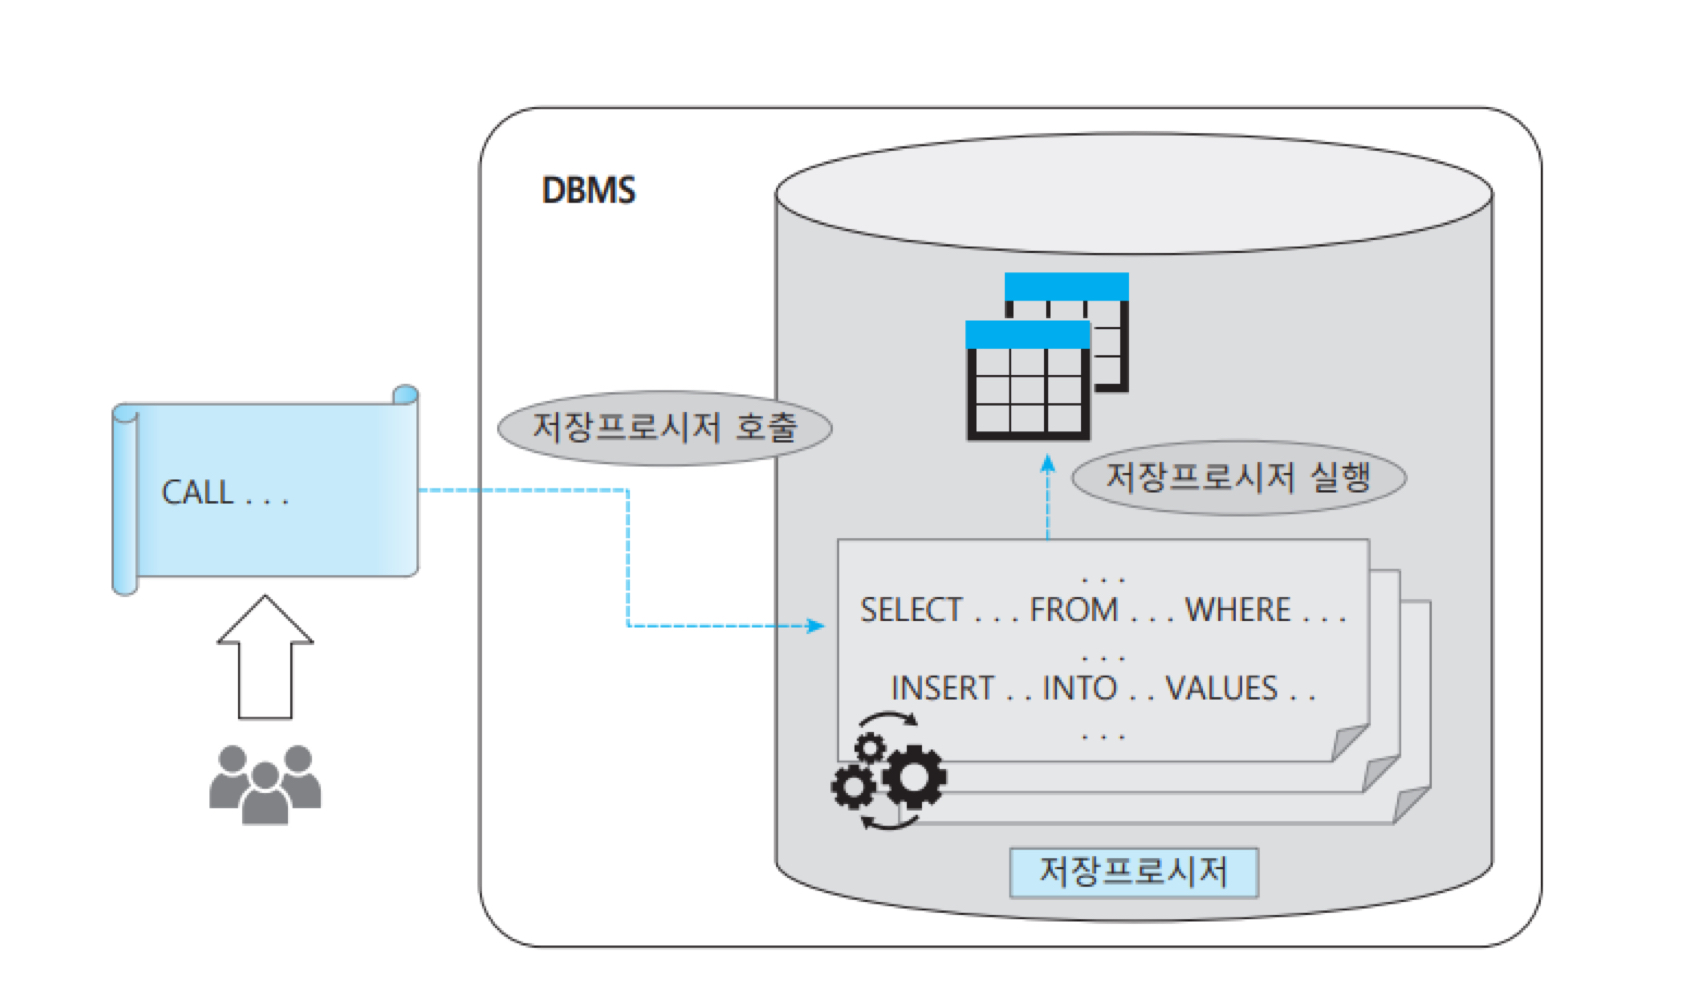 DBMS
저장프로시저 호출
CALL . . .
저장프로시저 실행
. . .
SELECT . . . FROM . . . WHERE . . .
. . .
INSERT . . INTO . . VALUES . .
. . .
저장프로시저